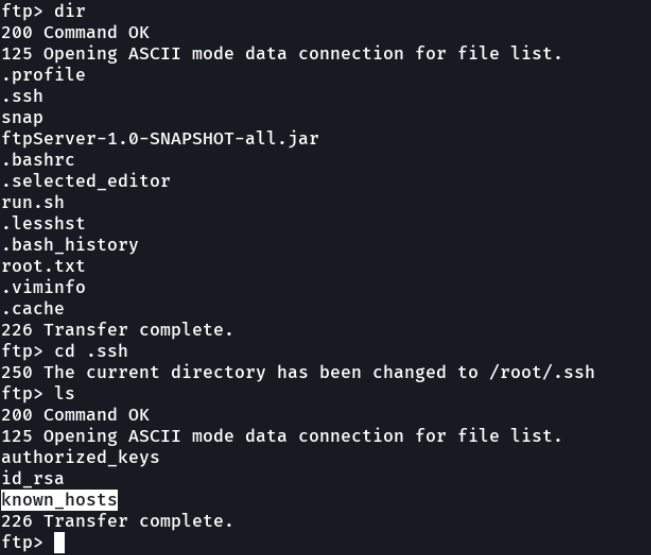 ftp> dir
200 Command OK
125 Opening ASCII mode data connection for file list.
.profile
.ssh
snap
ftpServer-1.0-SNAPSHOT-all.jar
.bashrc
.selected_editor
run.sh
.lesshst
.bash_history
root.txt
.viminfo
.cache
226 Transfer complete.
ftp> cd .ssh
250 The current directory has been changed to /root/.ssh
ftp> ls
200 Command OK
125 Opening ASCII mode data connection for file list.
authorized_keys
id_rsa
known_hosts
226 Transfer complete.
ftp>